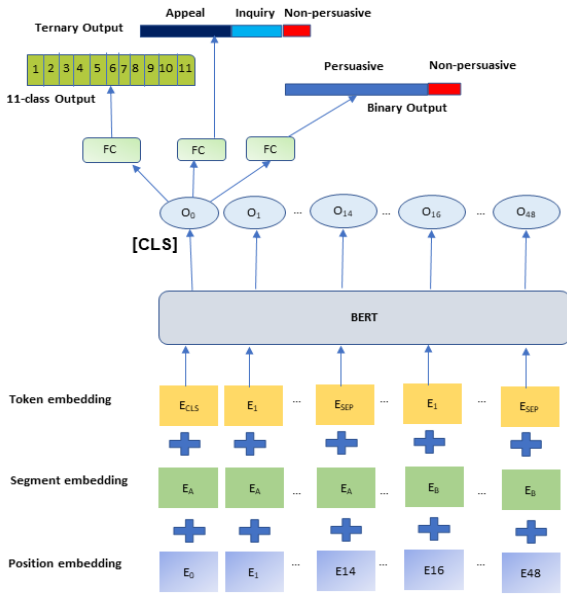 Appeal Inquiry Non-persuasive
Ternary Output
1 2 3 4 5 6 7 8 9 10 11
Persuasive Non-persuasive
11-class Output
Binary Output
FC FC FC
O0 O1 ... O14 ... O16 ... O48
[CLS]
BERT
Token embedding ECLS E1 ... ESEP ... E1 ... ESEP
Segment embedding EA EA ... EA ... EB ... EB
Position embedding E0 E1 ... E14 ... E16 ... E48